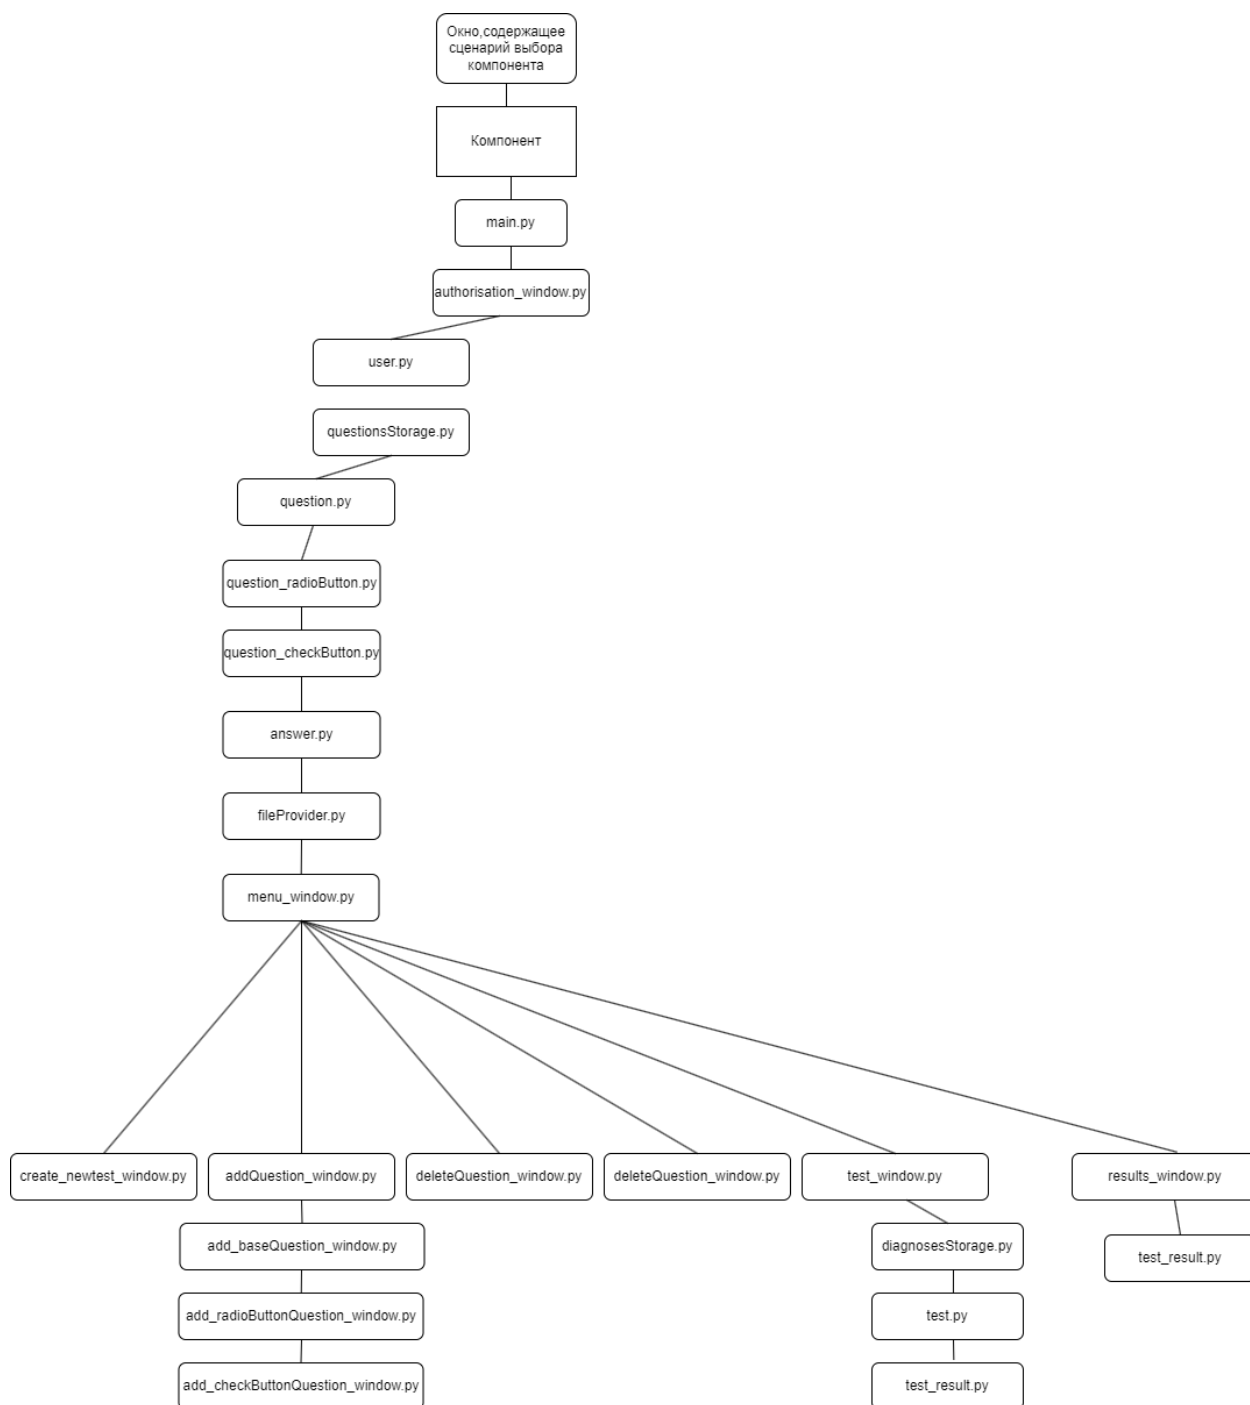 Окно,содержащее
сценарий выбора
компонента
Компонент
main.py
authorisation_window.py
user.py
questionsStorage.py
question.py
question_radioButton.py
question_checkButton.py
answer.py
fileProvider.py
menu_window.py
create_newtest_window.py
addQuestion_window.py
deleteQuestion_window.py
deleteQuestion_window.py
test_window.py
results_window.py
add_baseQuestion_window.py
diagnosesStorage.py
test_result.py
add_radioButtonQuestion_window.py
test.py
add_checkButtonQuestion_window.py
test_result.py